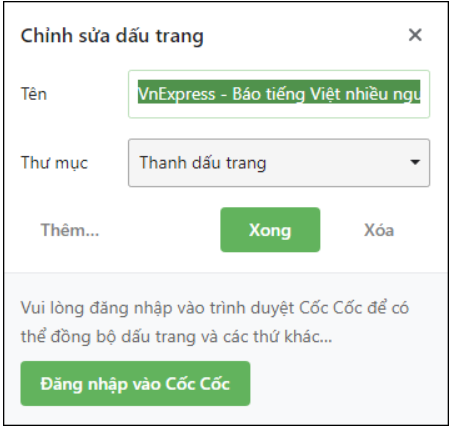 Chỉnh sửa dấu trang
Tên VnExpress - Báo tiếng Việt nhiều ngu
Thư mục Thanh dấu trang
Thêm... Xong Xóa
Vui lòng đăng nhập vào trình duyệt Cốc Cốc để có
thể đồng bộ dấu trang và các thứ khác...
Đăng nhập vào Cốc Cốc